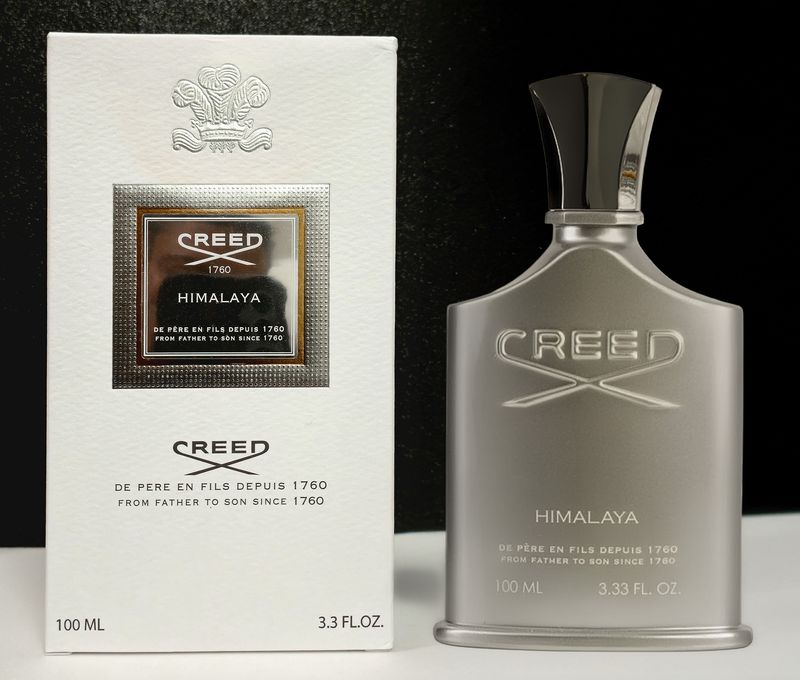 CREED
1760
HIMALAYA
DE PÈRE EN FILS DEPUIS 1760
FROM FATHER TO SON SINCE 1760
CREED
DE PERE EN FILS DEPUIS 1760
FROM FATHER TO SON SINCE 1760
100 ML
3.3 FL.OZ.
CREED
HIMALAYA
DE PÈRE EN FILS DEPUIS 1760
FROM FATHER TO SON SINCE 1760
100 ML
3.33 FL. OZ.